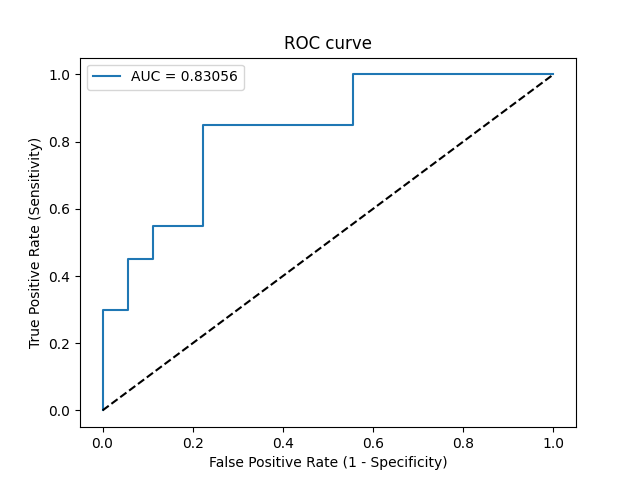 ROC curve
AUC = 0.83056
True Positive Rate (Sensitivity)
1.0
0.8
0.6
0.4
0.2
0.0
0.0 0.2 0.4 0.6 0.8 1.0
False Positive Rate (1 - Specificity)